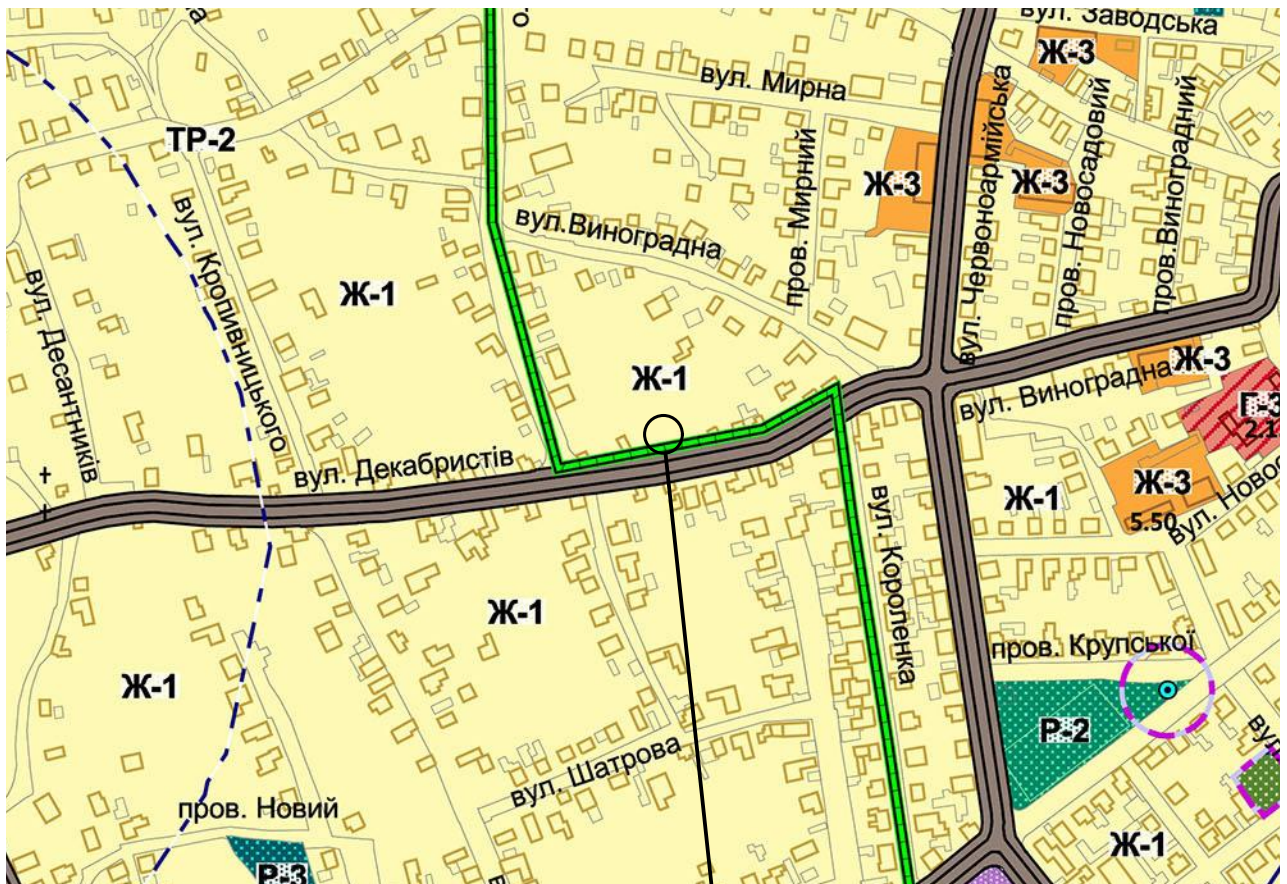 вул. Заводська
Ж-3
вул. Мирна
ТР-2
вул. Червоноармійська
пров. Новосадовий
пров.Виноградний
пров. Мирний
Ж-3
Ж-3
вул.Виноградна
вул. Кропивницького
вул. Десантників
Ж-1
Ж-1
Ж-3
вул. Виноградна
Г-3
вул. Декабристів
Ж-3
5.50
Ж-1
вул. Короленка
Ж-1
пров. Крупської
Ж-1
Р-2
вул. Шатрова
пров. Новий
Ж-1
Р-3